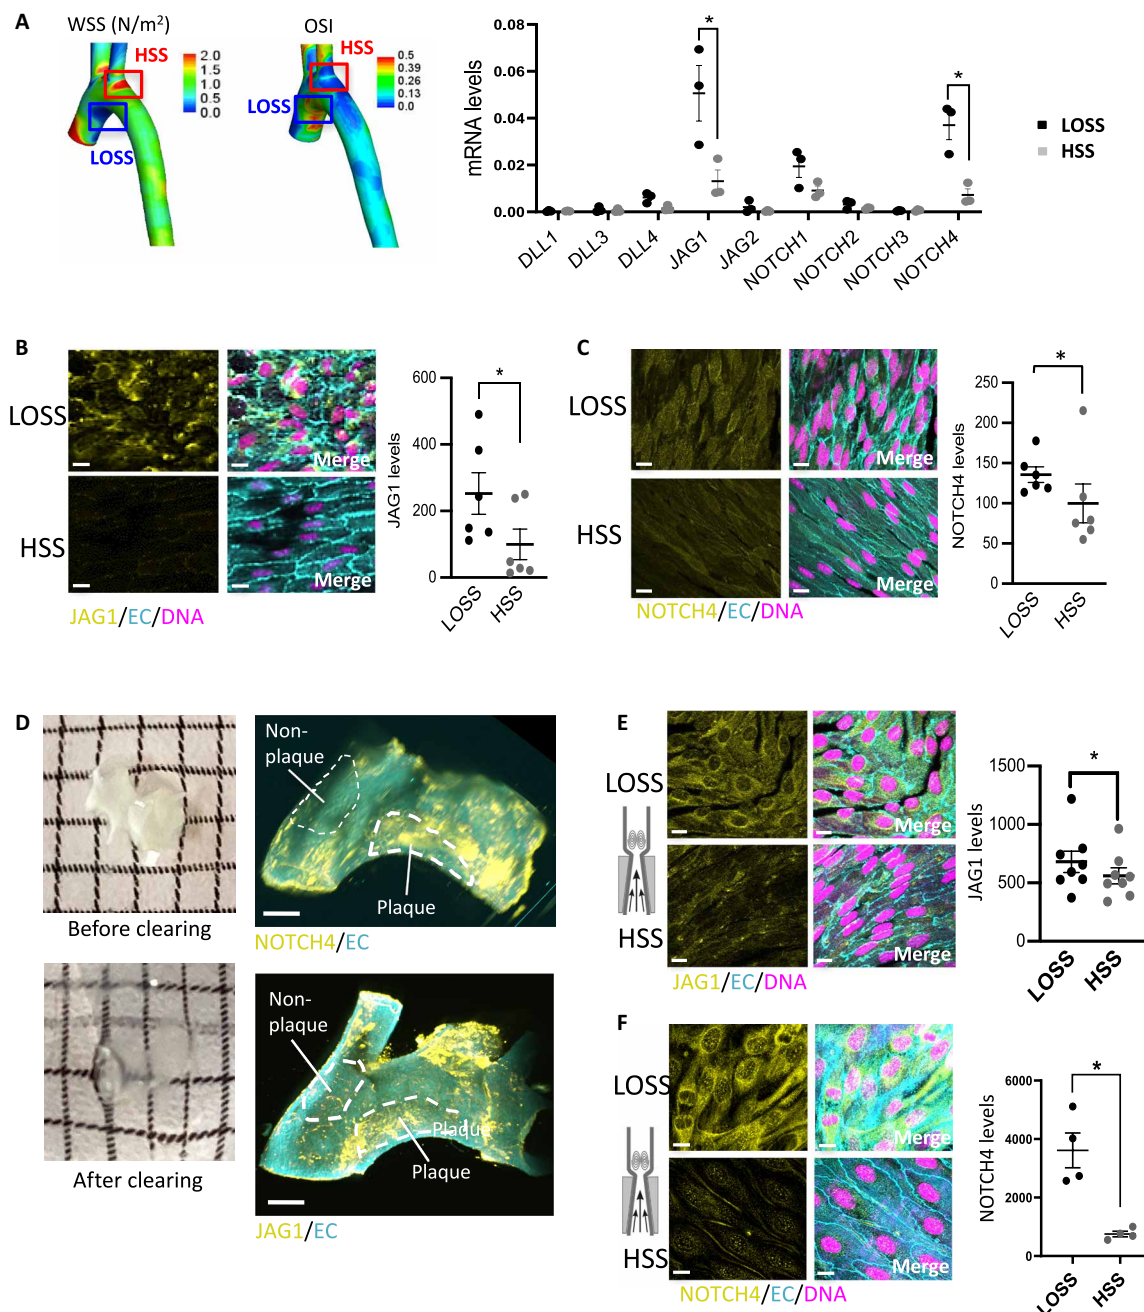 A
WSS (N/m²)
OSI
HSS
LOSS
2.0
1.5
1.0
0.5
0.0
HSS
LOSS
0.5
0.39
0.26
0.13
0.0
mRNA levels
0.08
0.06
0.04
0.02
0.00
*
*
DLL1
DLL3
DLL4
JAG1
JAG2
NOTCH1
NOTCH2
NOTCH3
NOTCH4
LOSS
HSS
B
LOSS
Merge
HSS
Merge
JAG1/EC/DNA
JAG1 levels
600
400
200
0
*
LOSS
HSS
C
LOSS
Merge
HSS
Merge
NOTCH4/EC/DNA
NOTCH4 levels
250
200
150
100
50
0
*
LOSS
HSS
D
Before clearing
Non-
plaque
Plaque
NOTCH4/EC
After clearing
Non-
plaque
Plaque
Plaque
JAG1/EC
E
LOSS
Merge
HSS
Merge
JAG1/EC/DNA
JAG1 levels
1500
1000
500
0
*
LOSS
HSS
F
LOSS
Merge
HSS
Merge
NOTCH4/EC/DNA
NOTCH4 levels
6000
4000
2000
0
*
LOSS
HSS